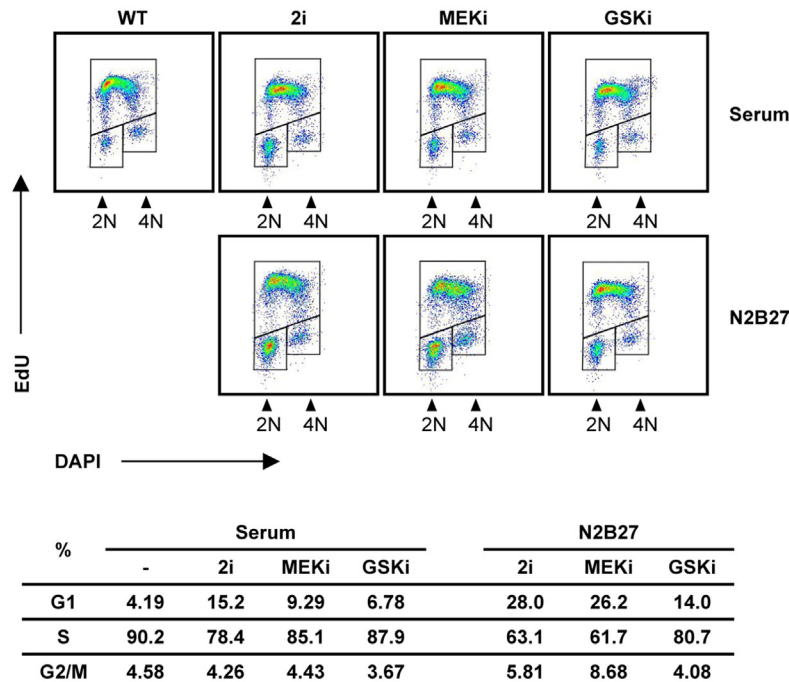 WT 2i MEKi GSKi
Serum
2N 4N 2N 4N 2N 4N 2N 4N
N2B27
EdU
2N 4N 2N 4N 2N 4N
DAPI
% Serum N2B27
- 2i MEKi GSKi 2i MEKi GSKi
G1 4.19 15.2 9.29 6.78 28.0 26.2 14.0
S 90.2 78.4 85.1 87.9 63.1 61.7 80.7
G2/M 4.58 4.26 4.43 3.67 5.81 8.68 4.08